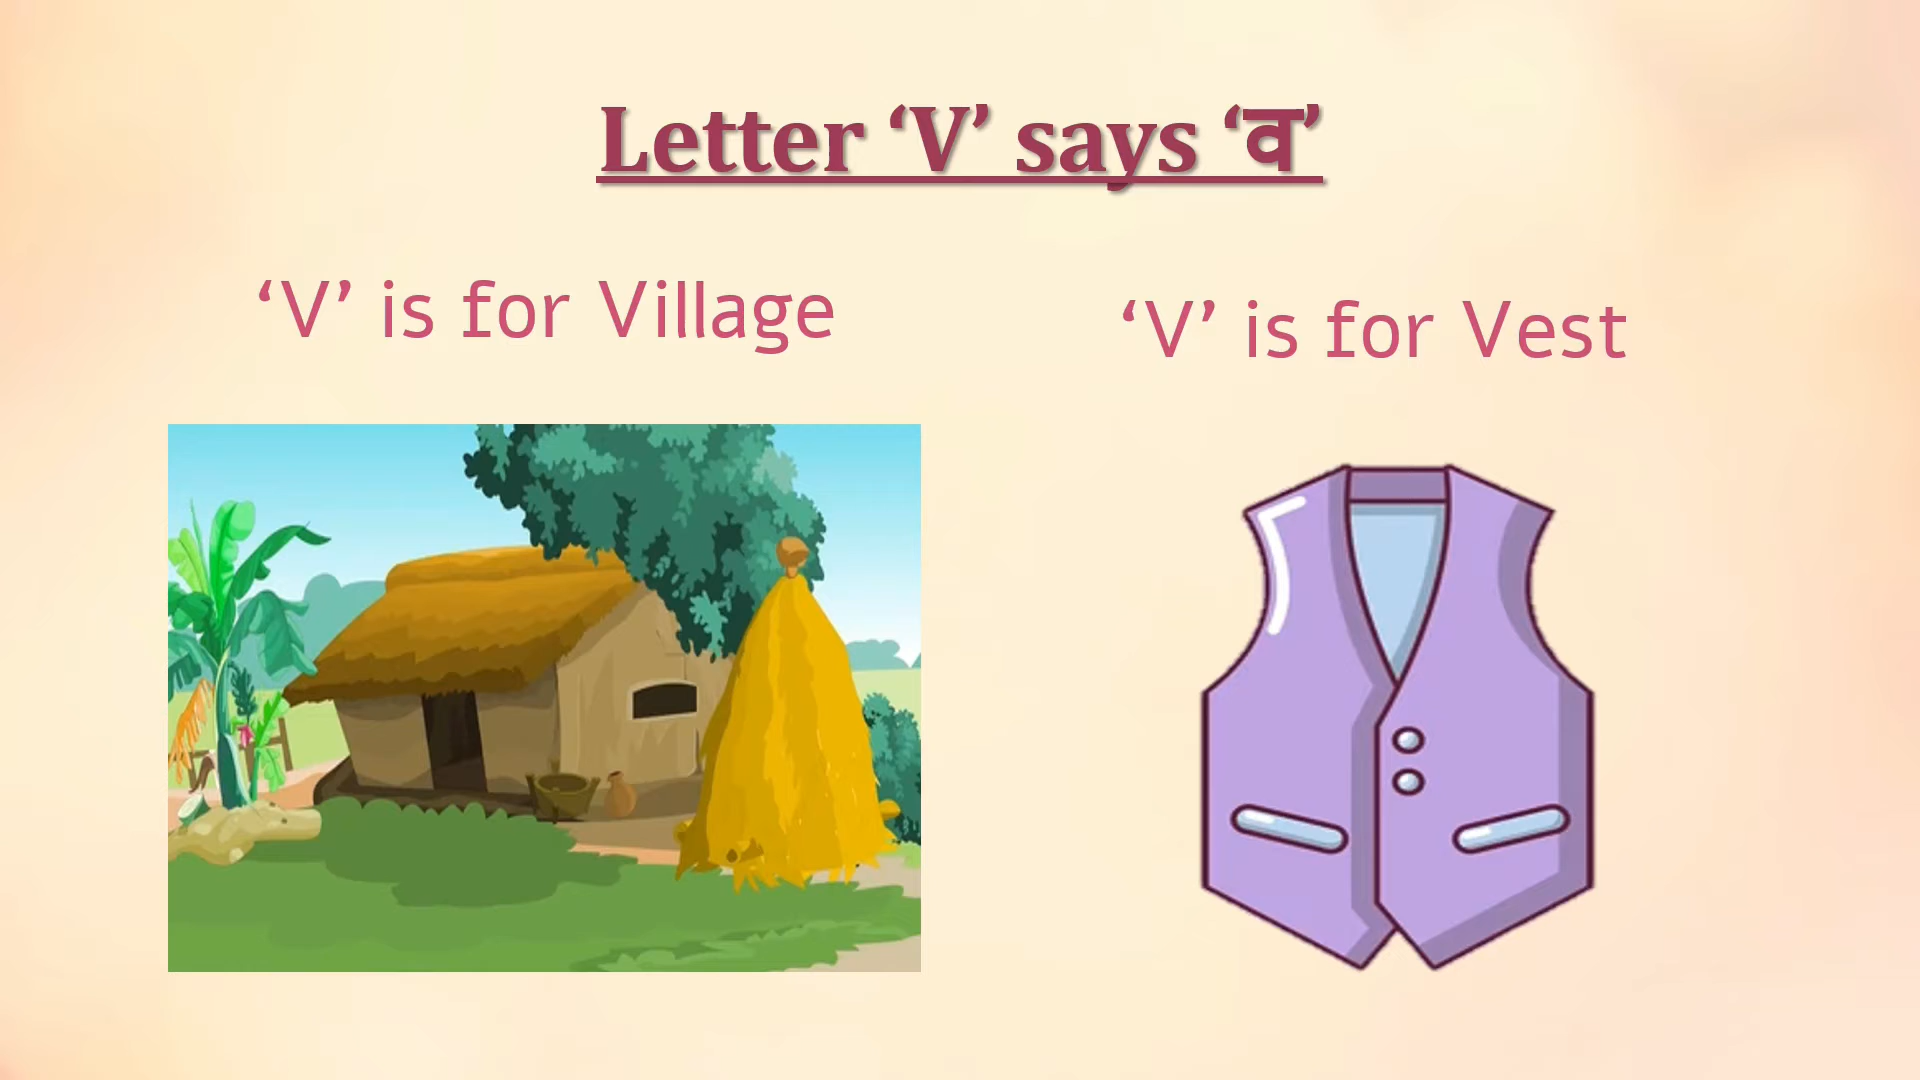 Letter ‘V’ says ‘व’
‘V’ is for Village
‘V’ is for Vest